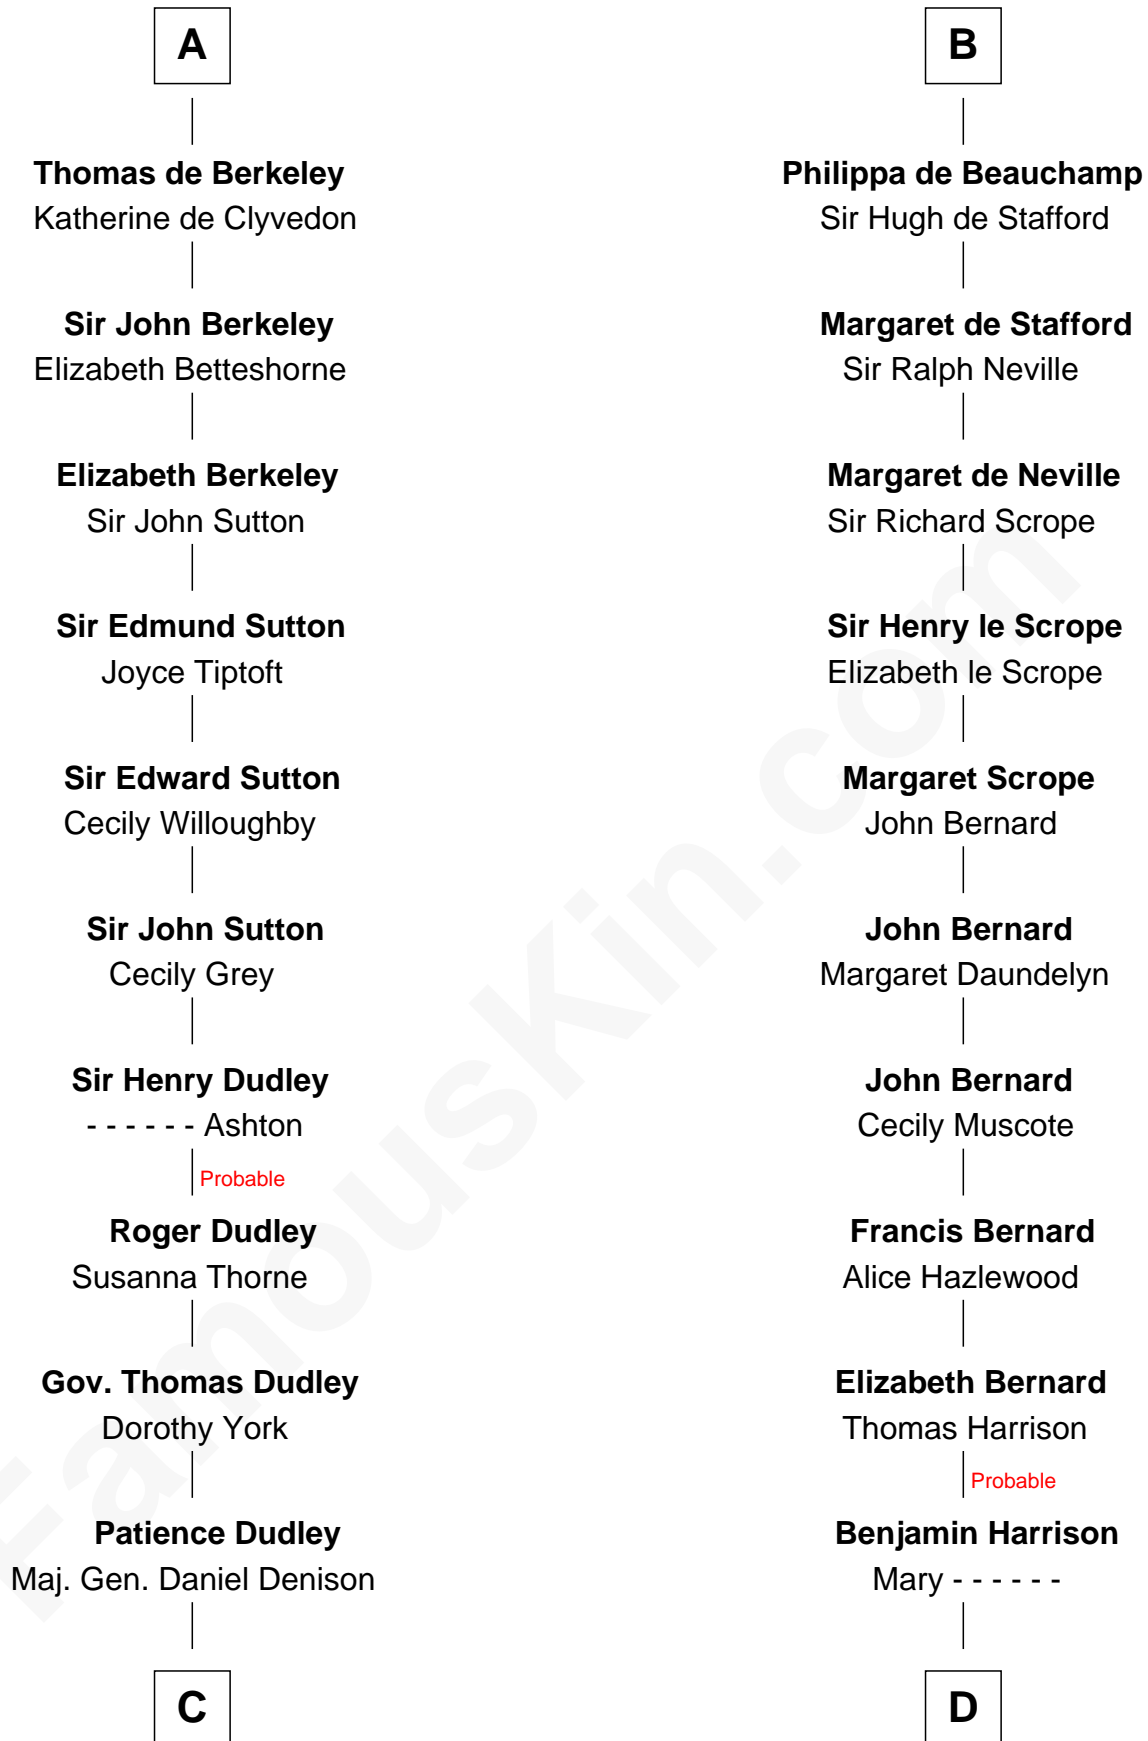 A
Thomas de Berkeley
Katherine de Clyvedon
Sir John Berkeley
Elizabeth Betteshorne
Elizabeth Berkeley
Sir John Sutton
Sir Edmund Sutton
Joyce Tiptoft
Sir Edward Sutton
Cecily Willoughby
Sir John Sutton
Cecily Grey
Sir Henry Dudley
- - - - - - Ashton
Probable
Roger Dudley
Susanna Thorne
Gov. Thomas Dudley
Dorothy York
Patience Dudley
Maj. Gen. Daniel Denison
C
B
Philippa de Beauchamp
Sir Hugh de Stafford
Margaret de Stafford
Sir Ralph Neville
Margaret de Neville
Sir Richard Scrope
Sir Henry le Scrope
Elizabeth le Scrope
Margaret Scrope
John Bernard
John Bernard
Margaret Daundelyn
John Bernard
Cecily Muscote
Francis Bernard
Alice Hazlewood
Elizabeth Bernard
Thomas Harrison
Probable
Benjamin Harrison
Mary - - - - - -
D
FamousKin.com